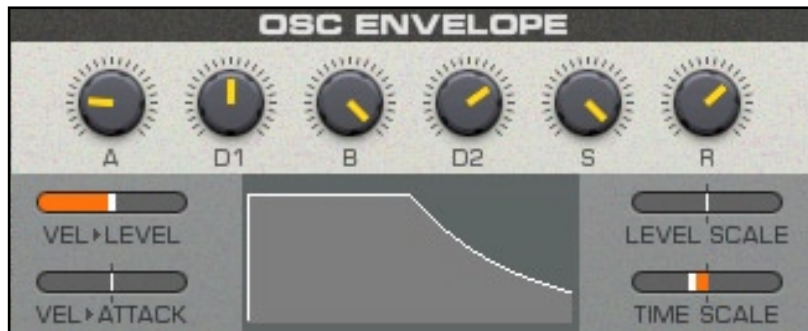 OSC ENVELOPE
A D1 B D2 S R
VEL▸LEVEL
LEVEL SCALE
VEL▸ATTACK
TIME SCALE